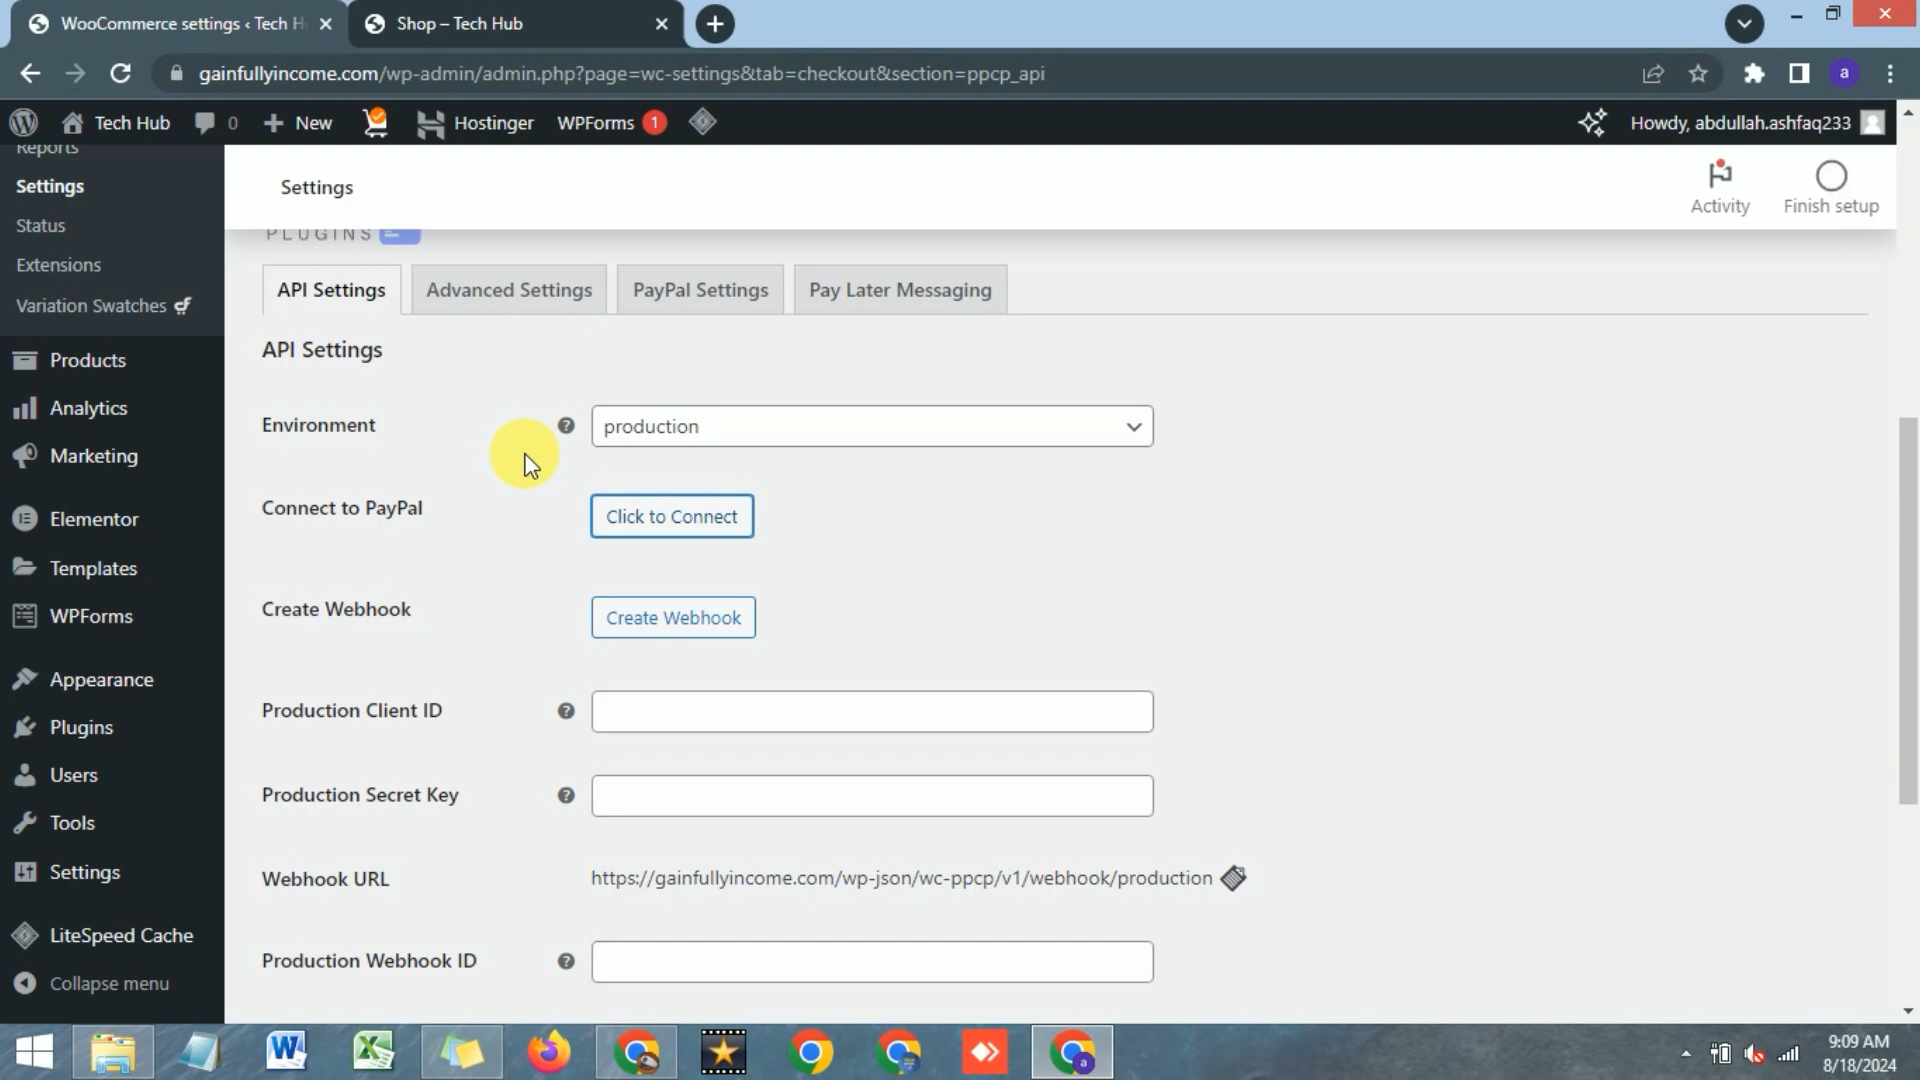 WooCommerce settings ‹ Tech H
Shop – Tech Hub
gainfullyincome.com/wp-admin/admin.php?page=wc-settings&tab=checkout&section=ppcp_api
a
Tech Hub
0
New
Hostinger
WPForms 1
Howdy, abdullah.ashfaq233
Reports
Settings
Status
Extensions
Variation Swatches
Products
Analytics
Marketing
Elementor
Templates
WPForms
Appearance
Plugins
Users
Tools
Settings
LiteSpeed Cache
Collapse menu
Settings
Activity
Finish setup
PLUGINS
API Settings
Advanced Settings
PayPal Settings
Pay Later Messaging
API Settings
Environment
production
Connect to PayPal
Click to Connect
Create Webhook
Create Webhook
Production Client ID
Production Secret Key
Webhook URL
https://gainfullyincome.com/wp-json/wc-ppcp/v1/webhook/production
Production Webhook ID
9:09 AM
8/18/2024